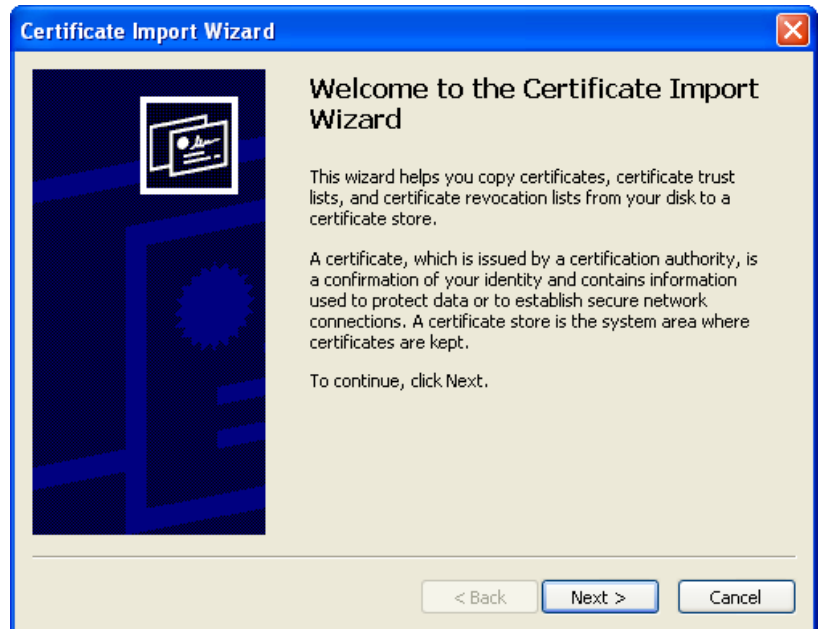 Certificate Import Wizard
Welcome to the Certificate Import
Wizard
This wizard helps you copy certificates, certificate trust
lists, and certificate revocation lists from your disk to a
certificate store.
A certificate, which is issued by a certification authority, is
a confirmation of your identity and contains information
used to protect data or to establish secure network
connections. A certificate store is the system area where
certificates are kept.
To continue, click Next.
< Back Next > Cancel